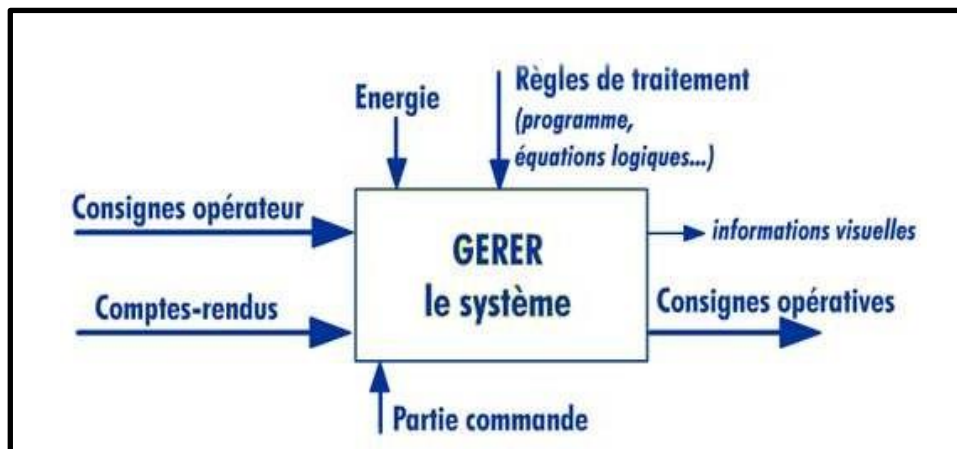 Energie
Règles de traitement
(programme,
équations logiques...)
Consignes opérateur
GERER
le système
informations visuelles
Comptes-rendus
Consignes opératives
Partie commande